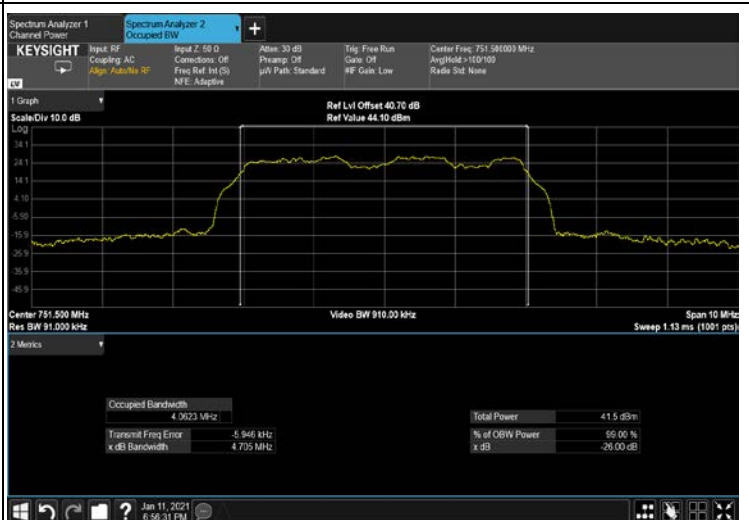 Spectrum Analyzer 1
Channel Power
Spectrum Analyzer 2
Occupied BW
KEYSIGHT
Input: RF
Coupling: AC
Align: Auto/No RF
Input Z: 50 Ω
Corrections: Off
Freq Ref: Int (S)
NFE: Adaptive
Atten: 30 dB
Preamp: Off
µW Path: Standard
Trig: Free Run
Gate: Off
#IF Gain: Low
Center Freq: 751.500000 MHz
Avg|Hold:>100/100
Radio Std: None
1 Graph
Scale/Div 10.0 dB
Ref Lvl Offset 40.70 dB
Ref Value 44.10 dBm
Log
34.1
24.1
14.1
4.10
-5.90
-15.9
-25.9
-35.9
-45.9
Center 751.500 MHz
Res BW 91.000 kHz
Video BW 910.00 kHz
Span 10 MHz
Sweep 1.13 ms (1001 pts)
2 Metrics
Occupied Bandwidth
4.0623 MHz
Transmit Freq Error -5.946 kHz
x dB Bandwidth 4.705 MHz
Total Power 41.5 dBm
% of OBW Power 99.00 %
x dB -26.00 dB
Jan 11, 2021
6:56:31 PM